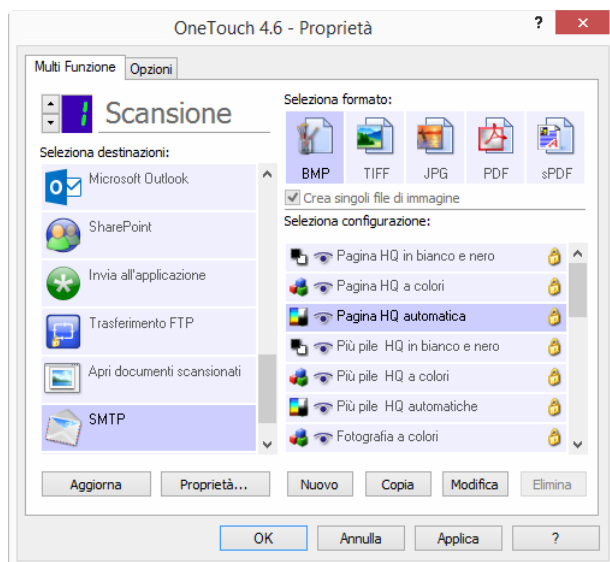 OneTouch 4.6 - Proprietà
?
×
Multi Funzione
Opzioni
1
Scansione
Seleziona destinazioni:
Microsoft Outlook
SharePoint
Invia all'applicazione
Trasferimento FTP
Apri documenti scansionati
SMTP
Aggiorna
Proprietà...
Seleziona formato:
BMP
TIFF
JPG
PDF
sPDF
Crea singoli file di immagine
Seleziona configurazione:
Pagina HQ in bianco e nero
Pagina HQ a colori
Pagina HQ automatica
Più pile HQ in bianco e nero
Più pile HQ a colori
Più pile HQ automatiche
Fotografia a colori
Nuovo
Copia
Modifica
Elimina
OK
Annulla
Applica
?